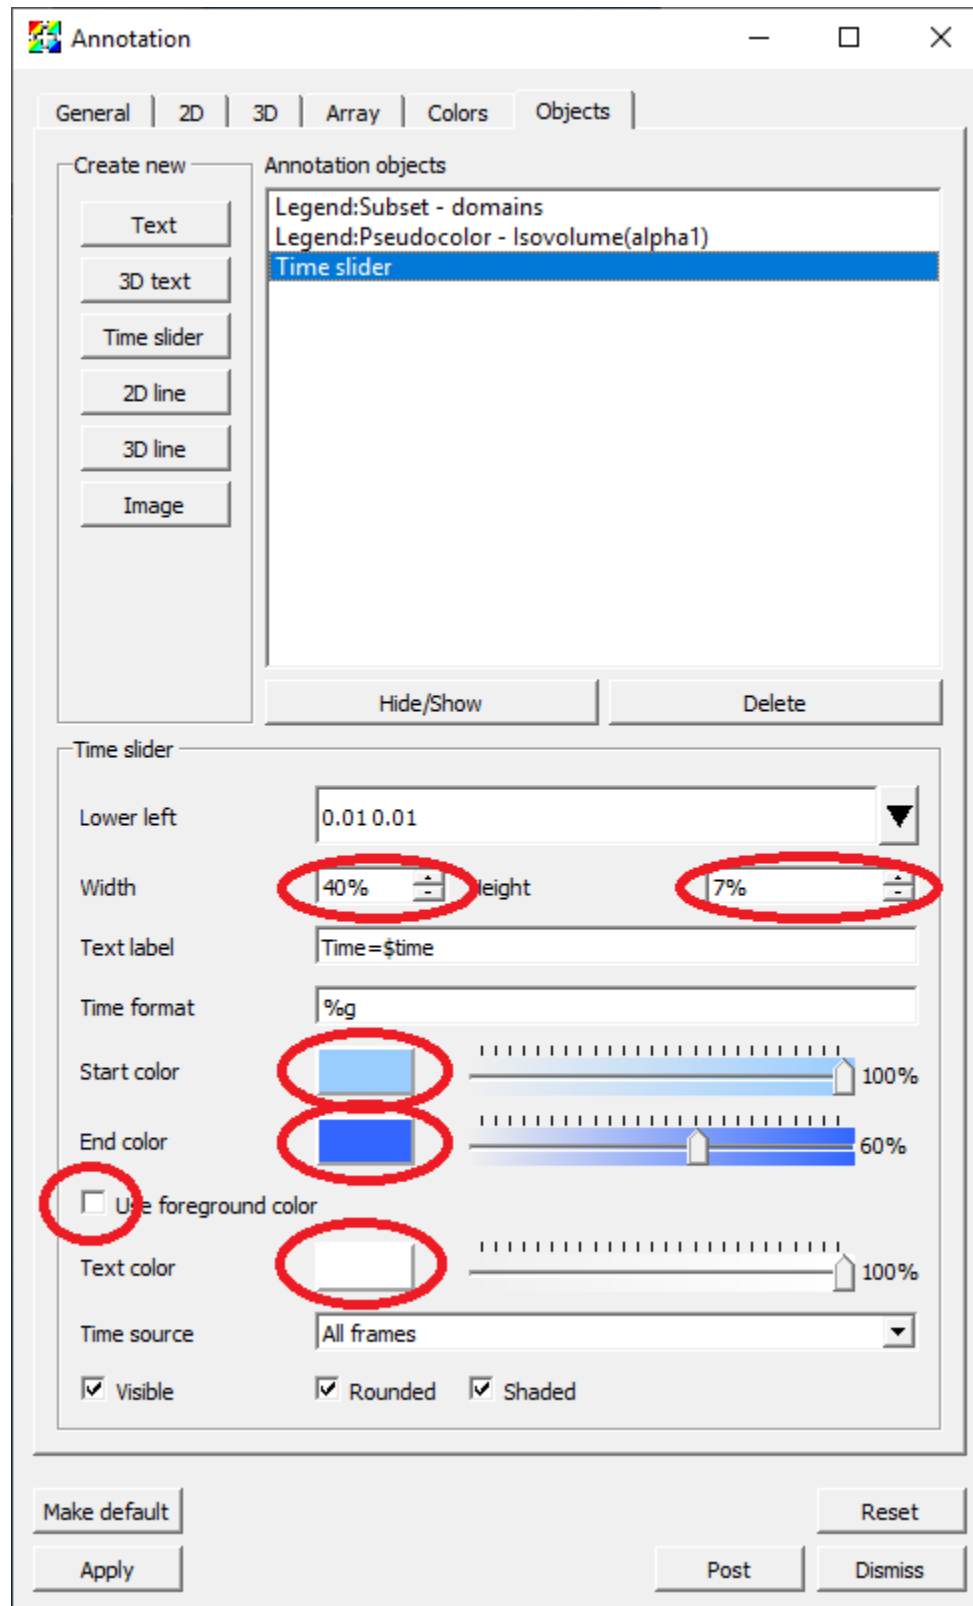 Annotation
General 2D 3D Array Colors Objects
Create new
Text
3D text
Time slider
2D line
3D line
Image
Annotation objects
Legend:Subset - domains
Legend:Pseudocolor - Isovolume(alpha1)
Time slider
Hide/Show Delete
Time slider
Lower left 0.01 0.01
Width 40% Height 7%
Text label Time=$time
Time format %g
Start color 100%
End color 60%
Use foreground color
Text color 100%
Time source All frames
Visible Rounded Shaded
Make default Reset
Apply Post Dismiss